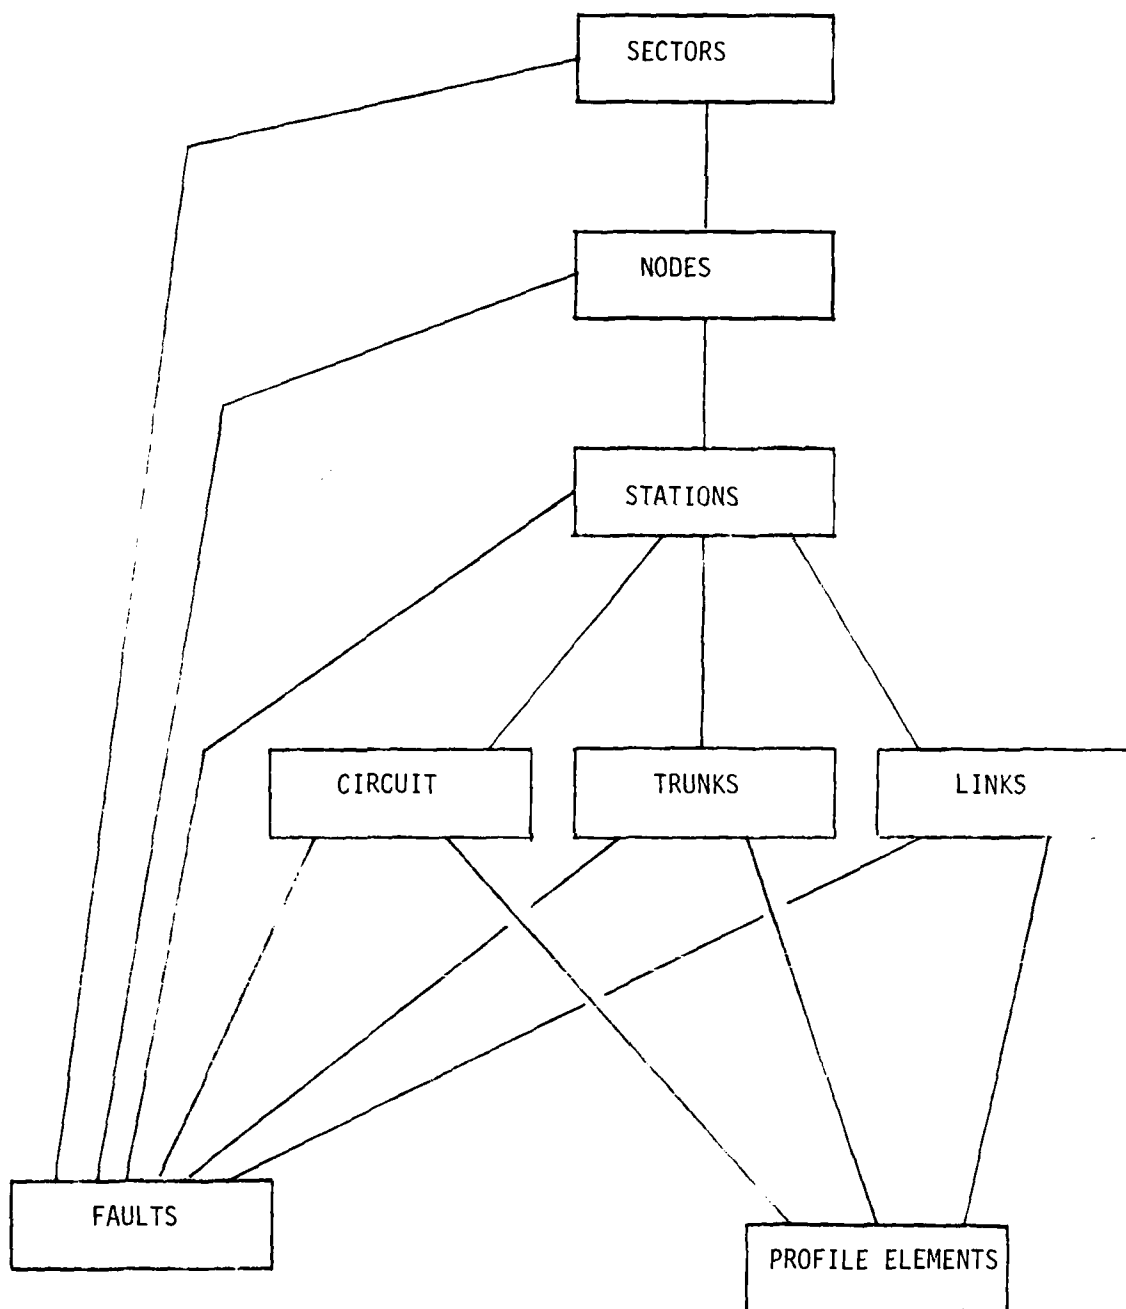 SECTORS
NODES
STATIONS
CIRCUIT
TRUNKS
LINKS
FAULTS
PROFILE ELEMENTS